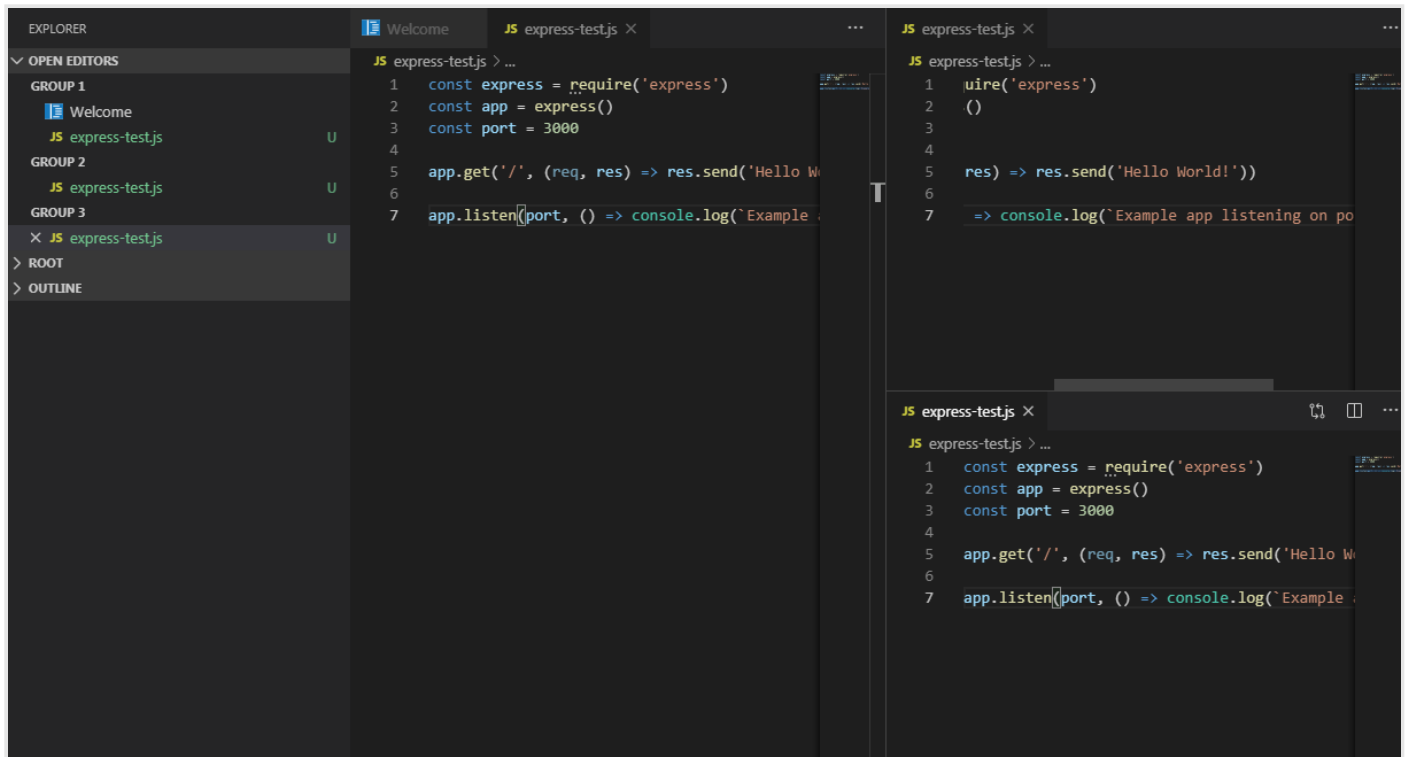 EXPLORER
OPEN EDITORS
GROUP 1
Welcome
JS express-test.js U
GROUP 2
JS express-test.js U
GROUP 3
JS express-test.js U
ROOT
OUTLINE
Welcome JS express-test.js
JS express-test.js > ...
1 const express = require('express')
2 const app = express()
3 const port = 3000
4
5 app.get('/', (req, res) => res.send('Hello W
6
7 app.listen(port, () => console.log(`Example
JS express-test.js
JS express-test.js > ...
1 uire('express')
2 ()
3
4
5 res) => res.send('Hello World!'))
6
7 => console.log(`Example app listening on po
JS express-test.js
JS express-test.js > ...
1 const express = require('express')
2 const app = express()
3 const port = 3000
4
5 app.get('/', (req, res) => res.send('Hello W
6
7 app.listen(port, () => console.log(`Example